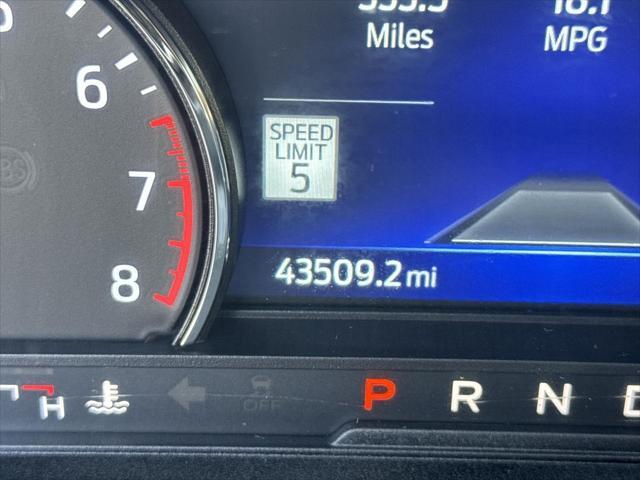 Miles
MPG
6
SPEED
LIMIT
5
7
8
43509.2 mi
H
OFF
P R N